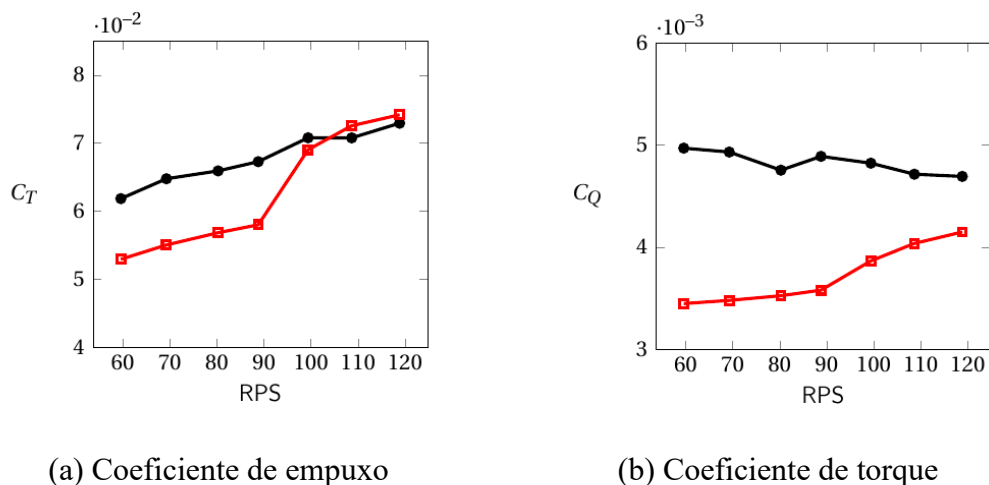 ·10⁻²
8
7
6
5
4
C_T
60 70 80 90 100 110 120
RPS
(a) Coeficiente de empuxo
·10⁻³
6
5
4
3
C_Q
60 70 80 90 100 110 120
RPS
(b) Coeficiente de torque